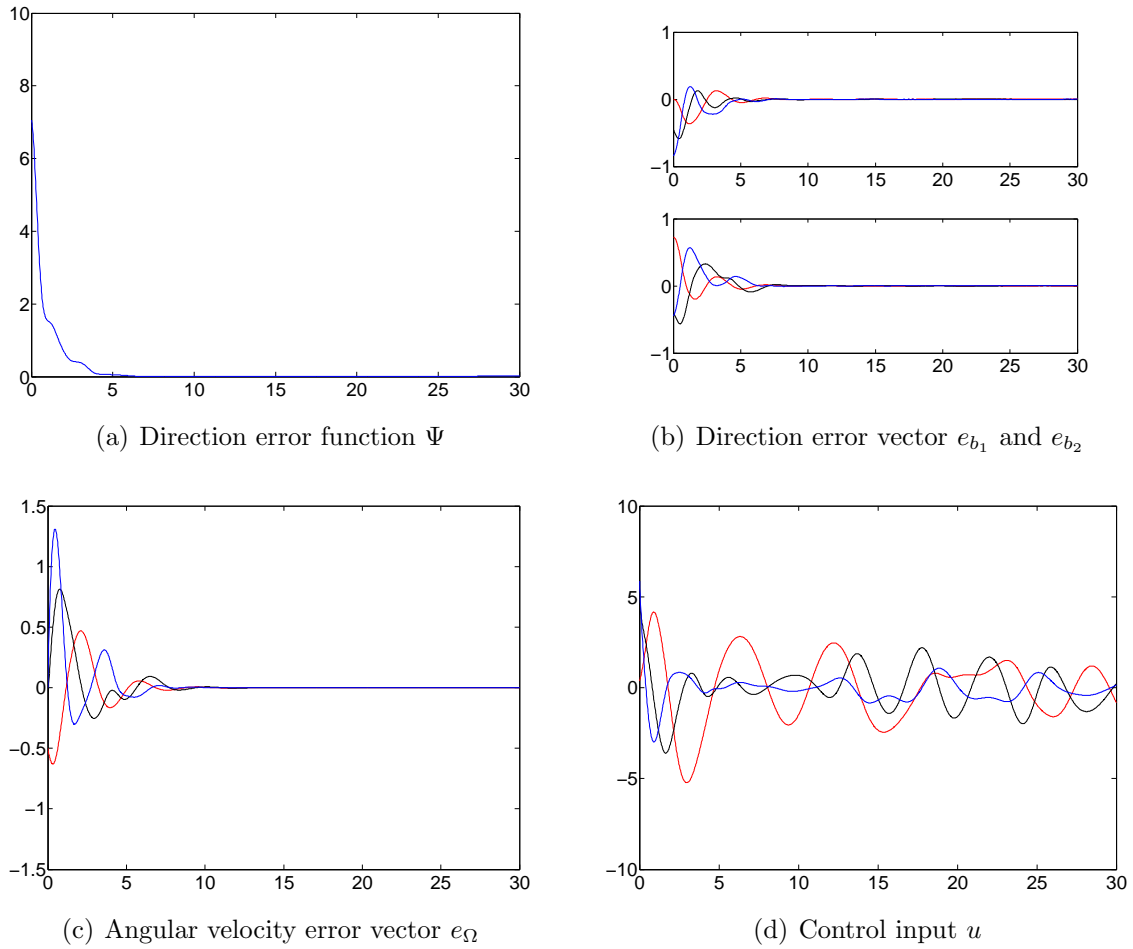 10
8
6
4
2
0
0 5 10 15 20 25 30
(a) Direction error function Ψ
1
0
−1
0 5 10 15 20 25 30
1
0
−1
0 5 10 15 20 25 30
(b) Direction error vector e_{b_1} and e_{b_2}
1.5
1
0.5
0
−0.5
−1
−1.5
0 5 10 15 20 25 30
(c) Angular velocity error vector e_Ω
10
5
0
−5
−10
0 5 10 15 20 25 30
(d) Control input u